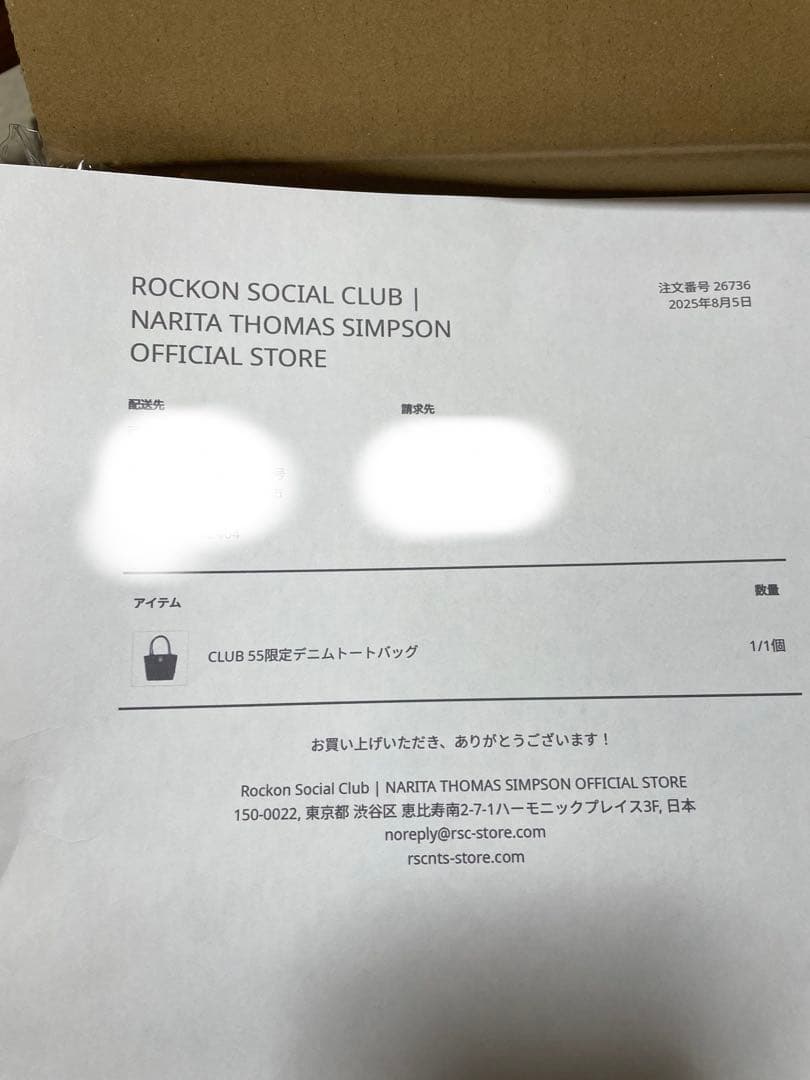 ROCKON SOCIAL CLUB |
NARITA THOMAS SIMPSON
OFFICIAL STORE
注文番号 26736
2025年8月5日
配送先
請求先
号
アイテム
数量
CLUB 55限定デニムトートバッグ
1/1個
お買い上げいただき、ありがとうございます！
Rockon Social Club | NARITA THOMAS SIMPSON OFFICIAL STORE
150-0022, 東京都 渋谷区 恵比寿南2-7-1ハーモニックプレイス3F, 日本
noreply@rsc-store.com
rscnts-store.com